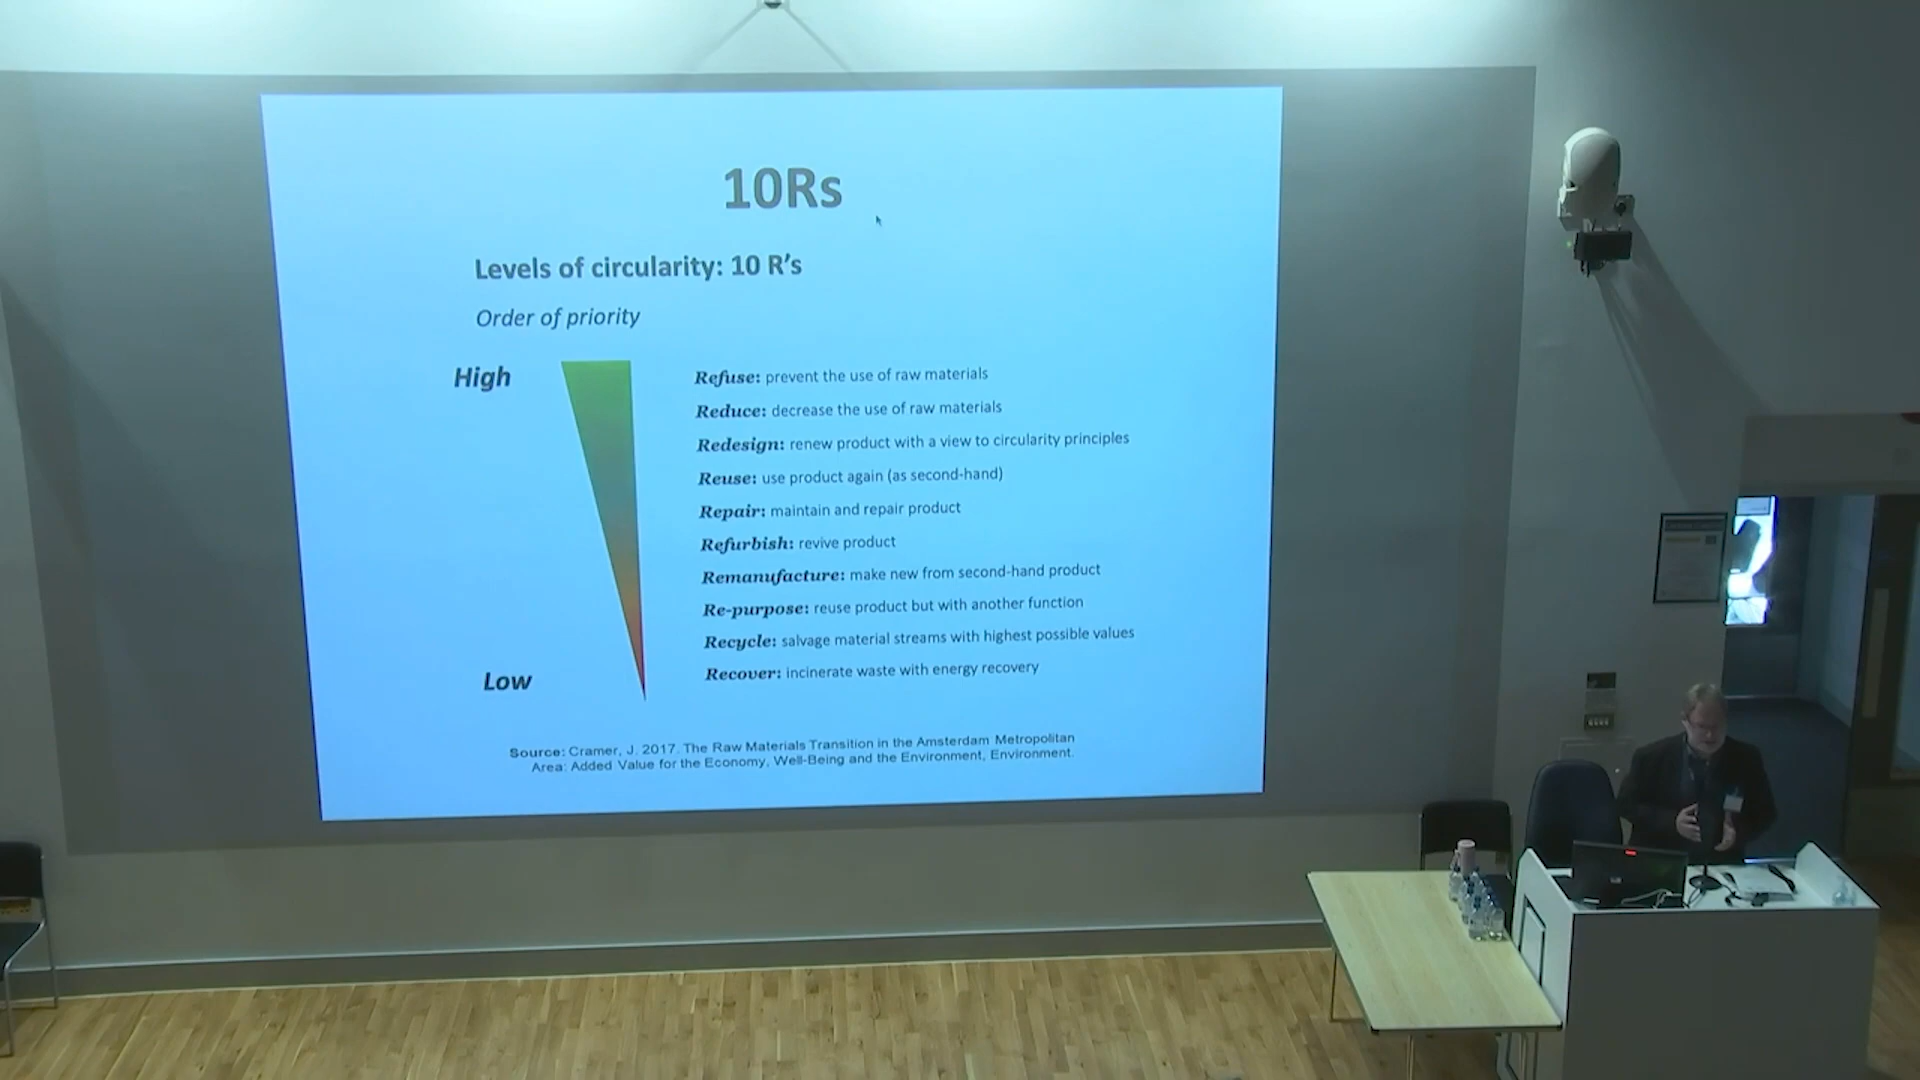 10Rs
Levels of circularity: 10 R's
Order of priority
High
Refuse: prevent the use of raw materials
Reduce: decrease the use of raw materials
Redesign: renew product with a view to circularity principles
Reuse: use product again (as second-hand)
Repair: maintain and repair product
Refurbish: revive product
Remanufacture: make new from second-hand product
Re-purpose: reuse product but with another function
Recycle: salvage material streams with highest possible values
Recover: incinerate waste with energy recovery
Low
Source: Cramer, J. 2017. The Raw Materials Transition in the Amsterdam Metropolitan
Area: Added Value for the Economy, Well-Being and the Environment, Environment.